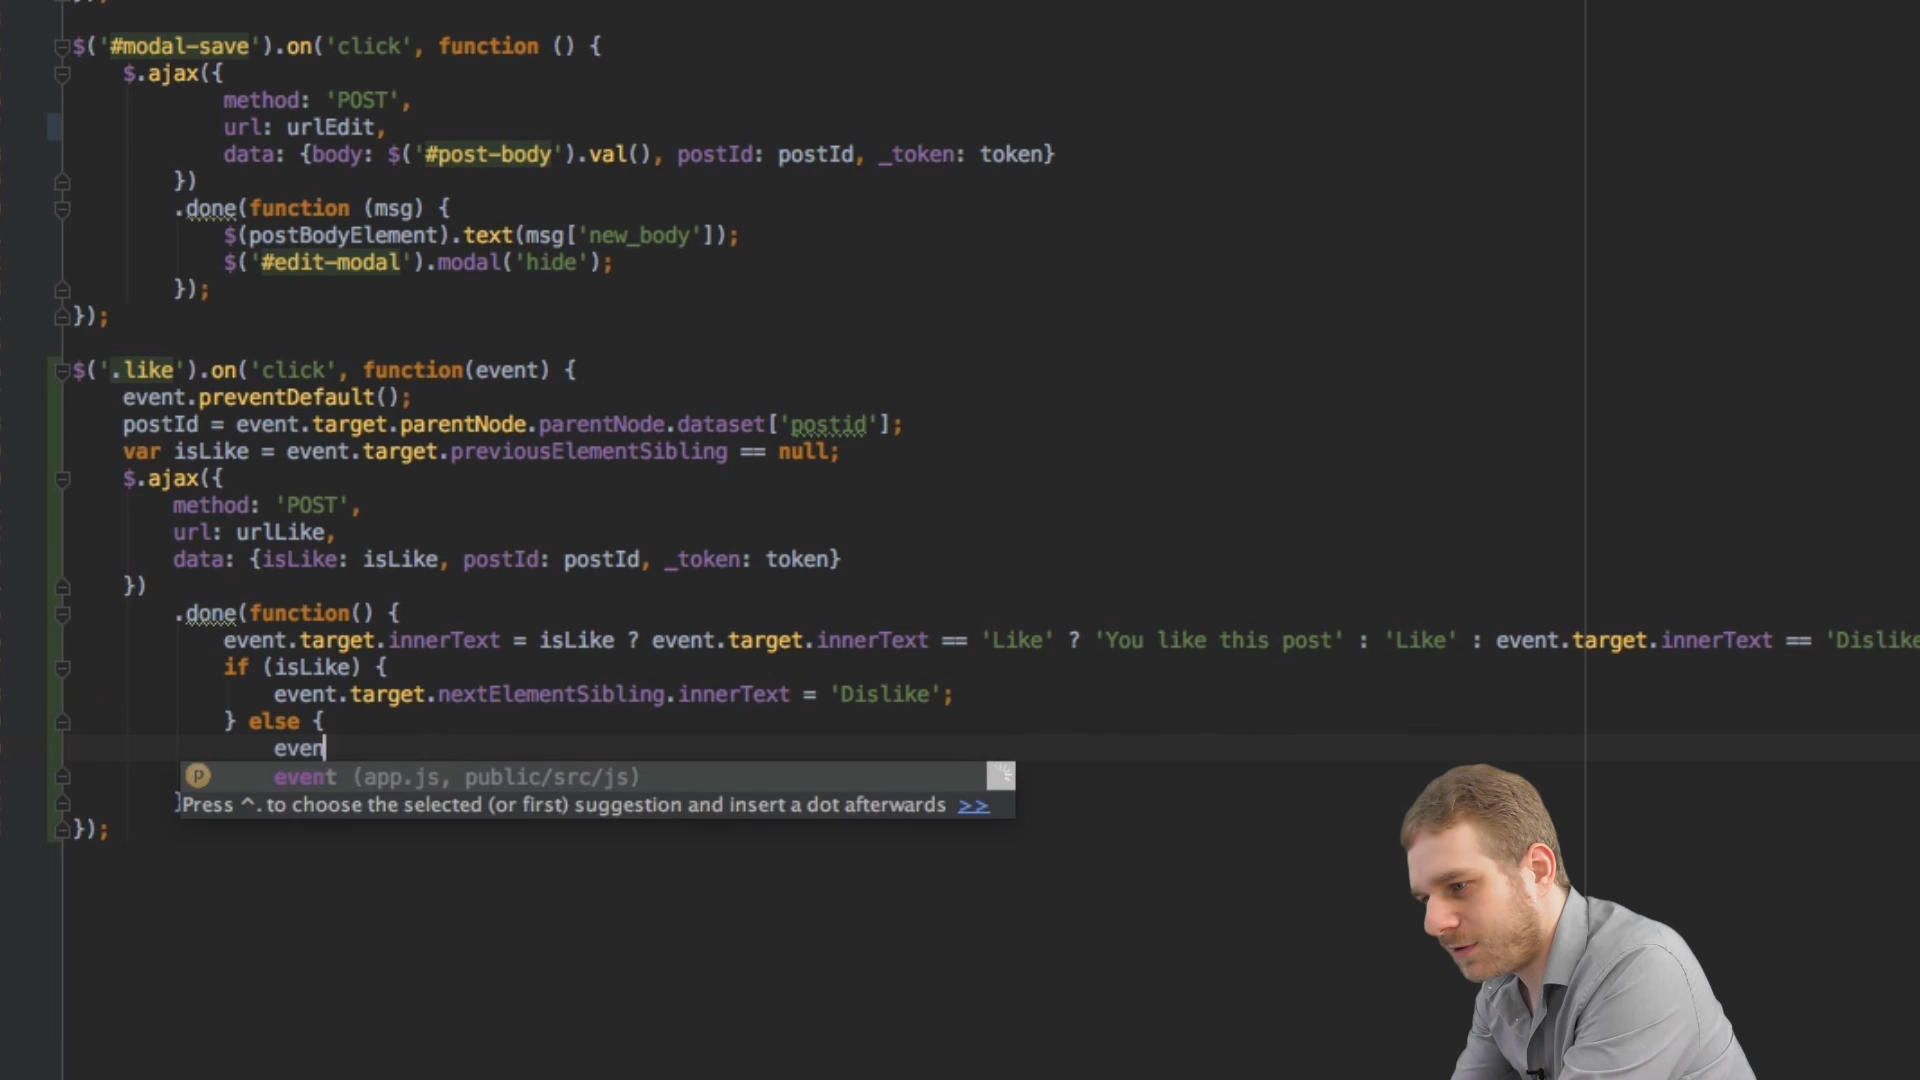 $('#modal-save').on('click', function () {
$.ajax({
method: 'POST',
url: urlEdit,
data: {body: $('#post-body').val(), postId: postId, _token: token}
})
.done(function (msg) {
$(postBodyElement).text(msg['new_body']);
$('#edit-modal').modal('hide');
});
});
$('.like').on('click', function(event) {
event.preventDefault();
postId = event.target.parentNode.parentNode.dataset['postid'];
var isLike = event.target.previousElementSibling == null;
$.ajax({
method: 'POST',
url: urlLike,
data: {isLike: isLike, postId: postId, _token: token}
})
.done(function() {
event.target.innerText = isLike ? event.target.innerText == 'Like' ? 'You like this post' : 'Like' : event.target.innerText == 'Dislike
if (isLike) {
event.target.nextElementSibling.innerText = 'Dislike';
} else {
even
event (app.js, public/src/js)
Press ^. to choose the selected (or first) suggestion and insert a dot afterwards >>
});